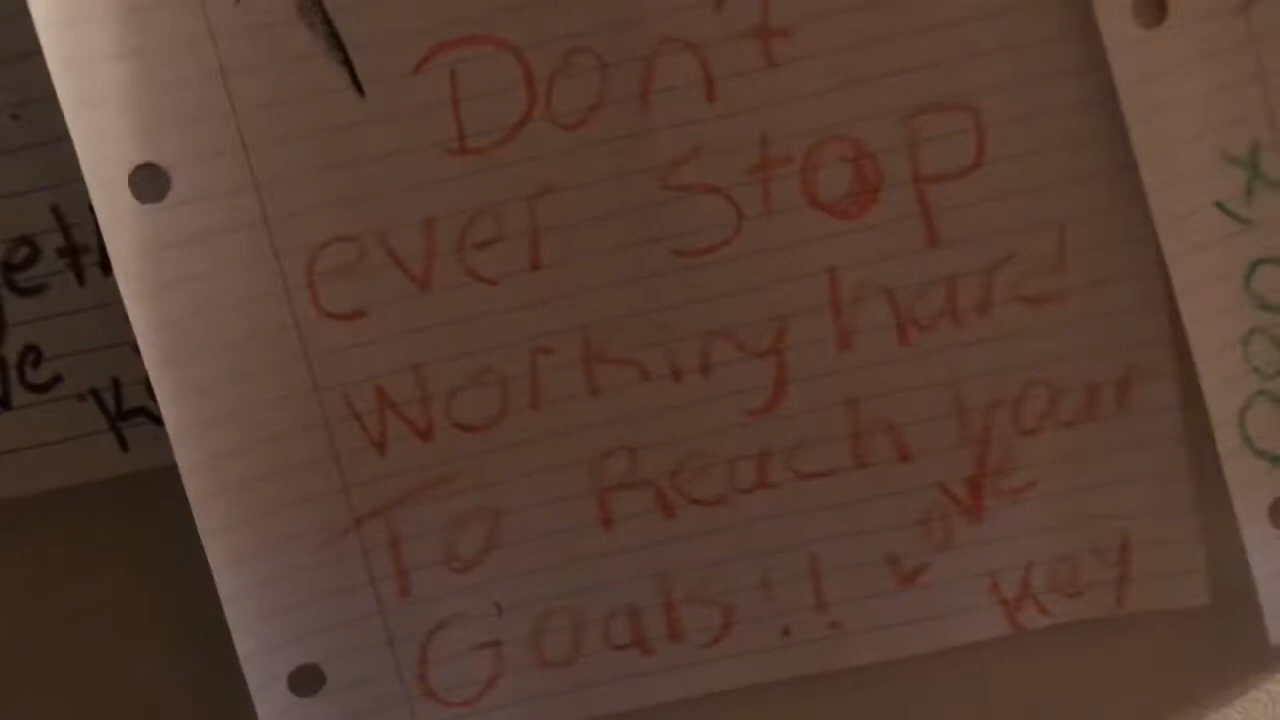 Don't
ever Stop
Working hard
To Reach your
Goals!! Love
Key